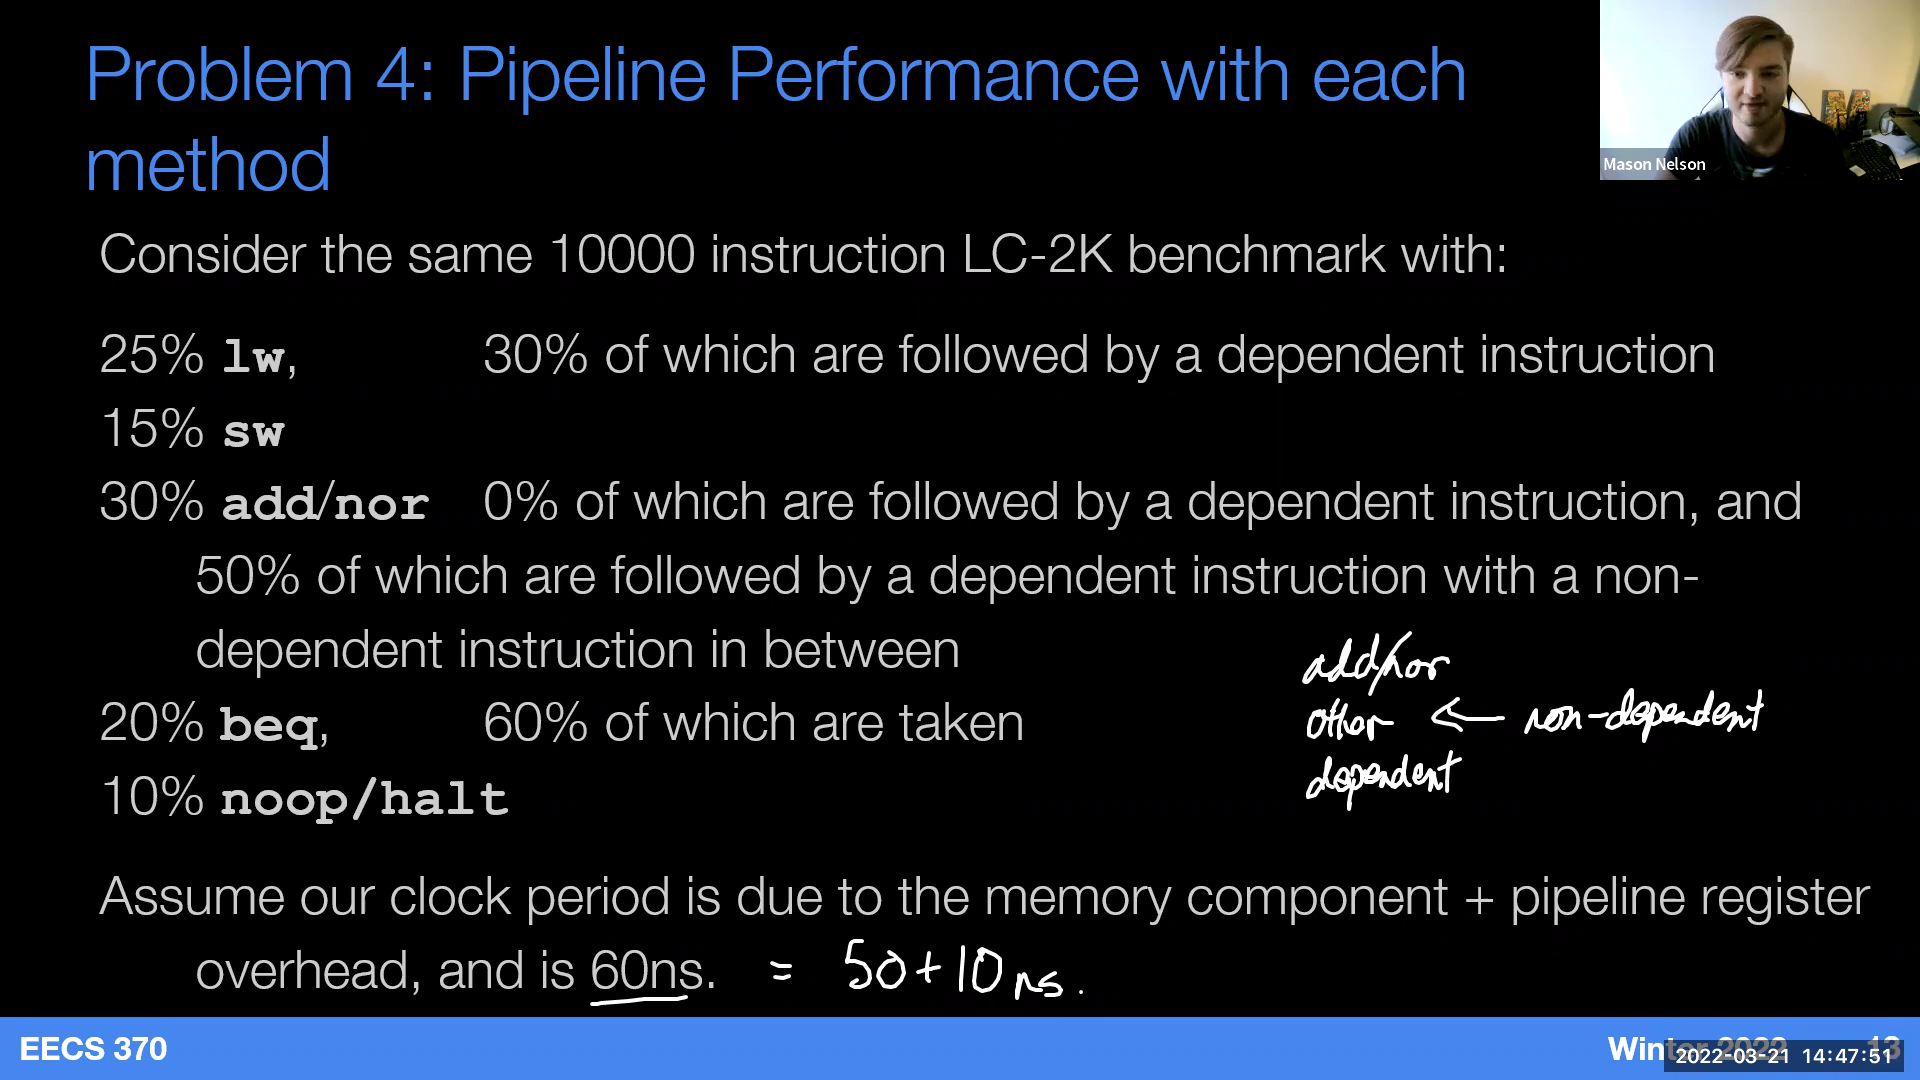 Problem 4: Pipeline Performance with each
method
Mason Nelson
Consider the same 10000 instruction LC-2K benchmark with:
25% lw, 30% of which are followed by a dependent instruction
15% sw
30% add/nor 0% of which are followed by a dependent instruction, and
50% of which are followed by a dependent instruction with a non-
dependent instruction in between
add/nor
20% beq, 60% of which are taken
other ← non-dependent
dependent
10% noop/halt
Assume our clock period is due to the memory component + pipeline register
overhead, and is 60ns. = 50+10 ns.
EECS 370
Winter 2022 13
2022-03-21 14:47:51